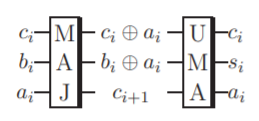 c_i M c_i ⊕ a_i U c_i
b_i A b_i ⊕ a_i M s_i
a_i J c_{i+1} A a_i